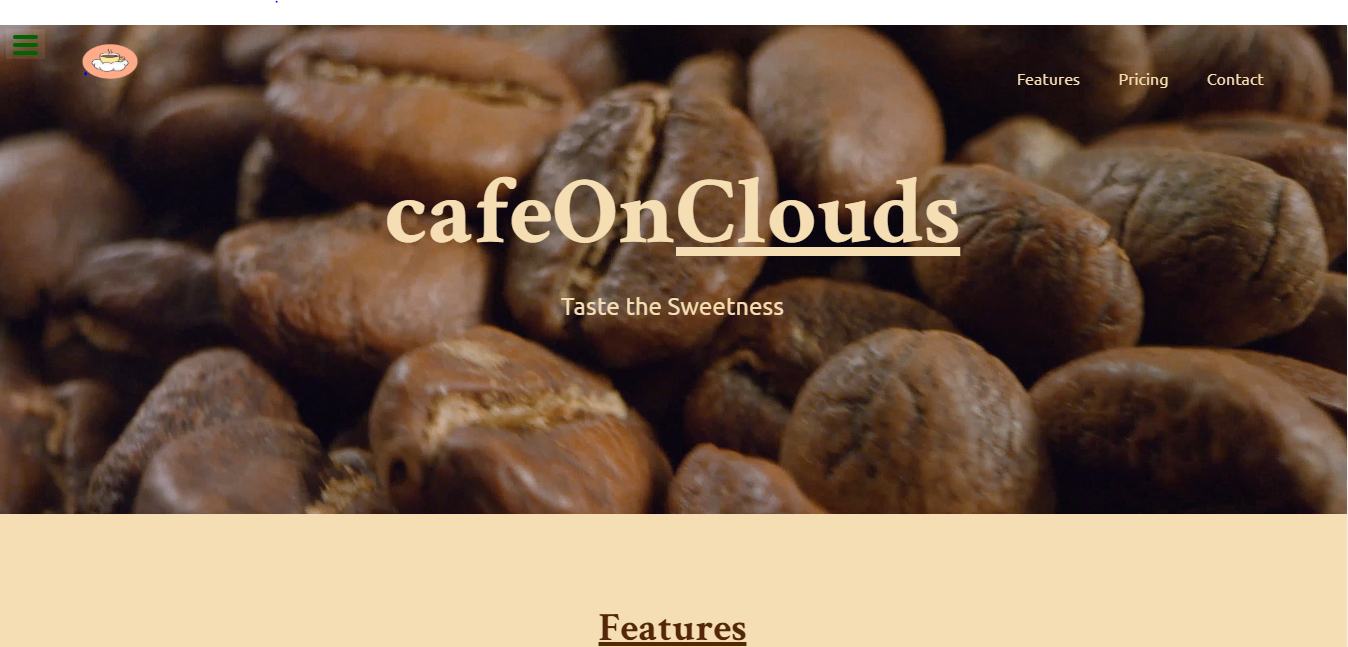 Features
Pricing
Contact
cafeOnClouds
Taste the Sweetness
Features